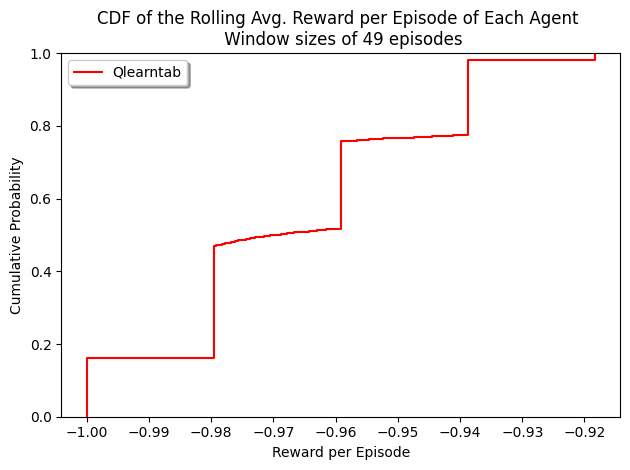 CDF of the Rolling Avg. Reward per Episode of Each Agent
Window sizes of 49 episodes
Qlearntab
1.0
0.8
0.6
0.4
0.2
0.0
Cumulative Probability
−1.00 −0.99 −0.98 −0.97 −0.96 −0.95 −0.94 −0.93 −0.92
Reward per Episode